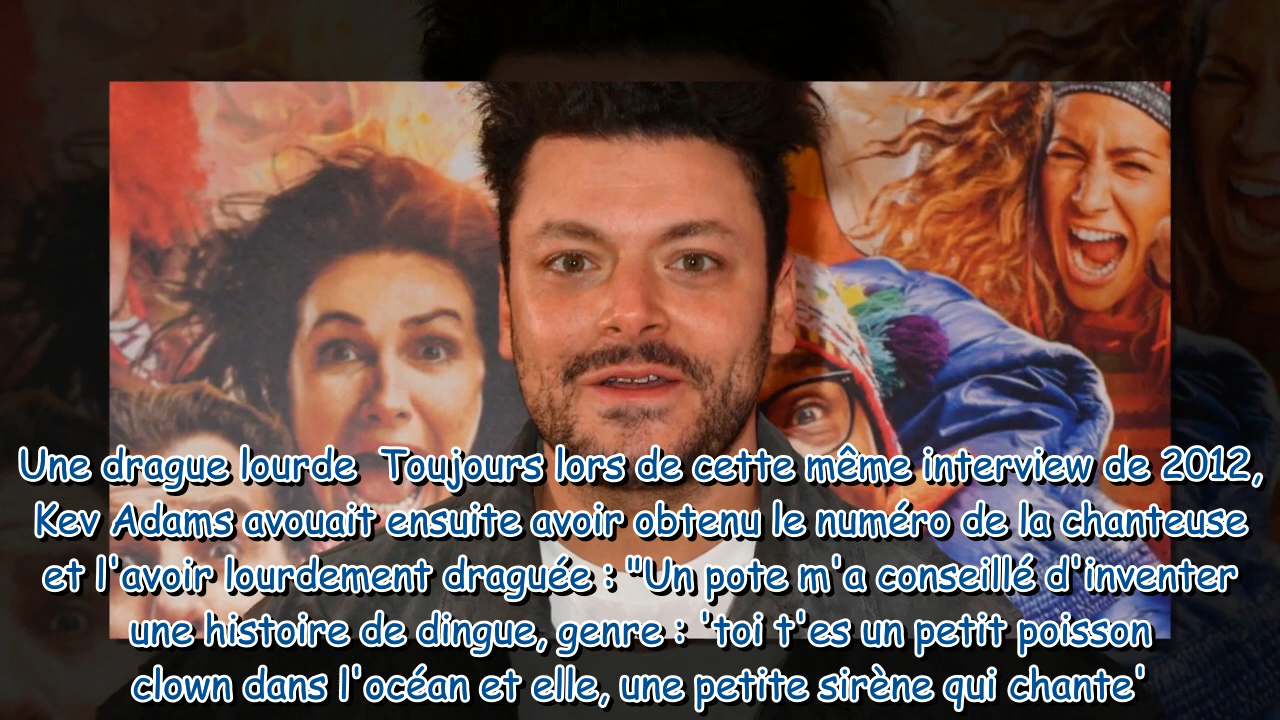 Une drague lourde  Toujours lors de cette même interview de 2012,
Kev Adams avouait ensuite avoir obtenu le numéro de la chanteuse
et l'avoir lourdement draguée : "Un pote m'a conseillé d'inventer
une histoire de dingue, genre : 'toi t'es un petit poisson
clown dans l'océan et elle, une petite sirène qui chante'